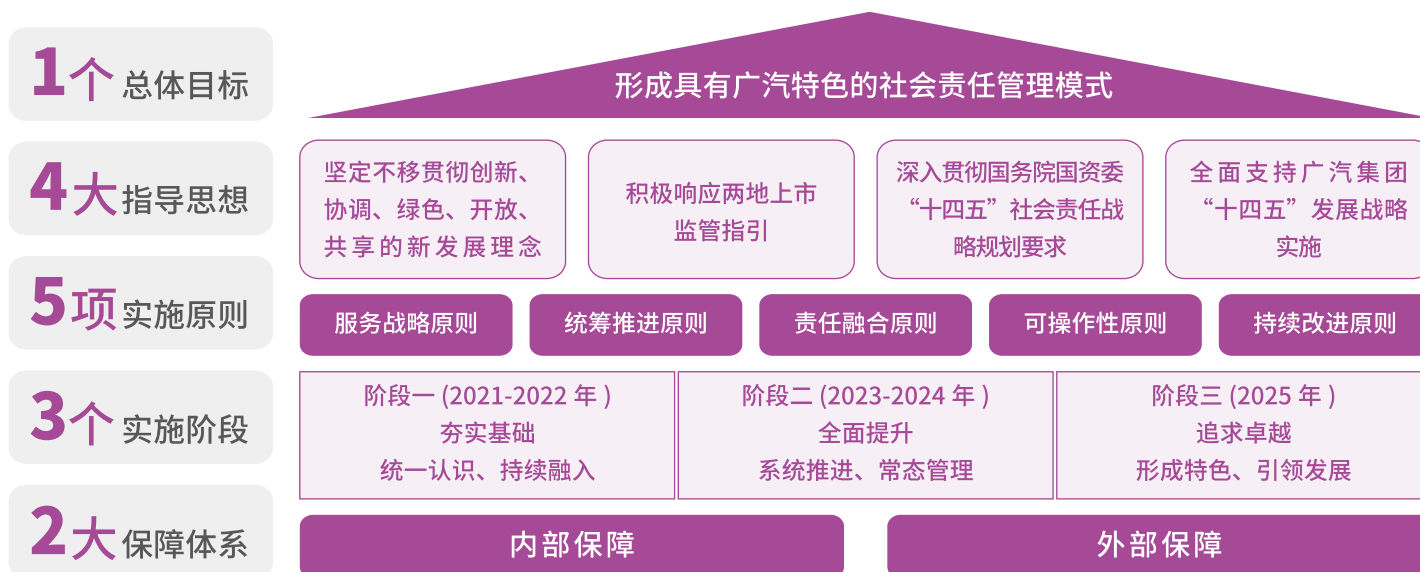 1个 总体目标
形成具有广汽特色的社会责任管理模式
4大 指导思想
坚定不移贯彻创新、
协调、绿色、开放、
共享的新发展理念
积极响应两地上市
监管指引
深入贯彻国务院国资委
“十四五”社会责任战
略规划要求
全面支持广汽集团
“十四五”发展战略
实施
5项 实施原则
服务战略原则
统筹推进原则
责任融合原则
可操作性原则
持续改进原则
3个 实施阶段
阶段一 (2021-2022 年 )
夯实基础
统一认识、持续融入
阶段二 (2023-2024 年 )
全面提升
系统推进、常态管理
阶段三 (2025 年 )
追求卓越
形成特色、引领发展
2大 保障体系
内部保障
外部保障